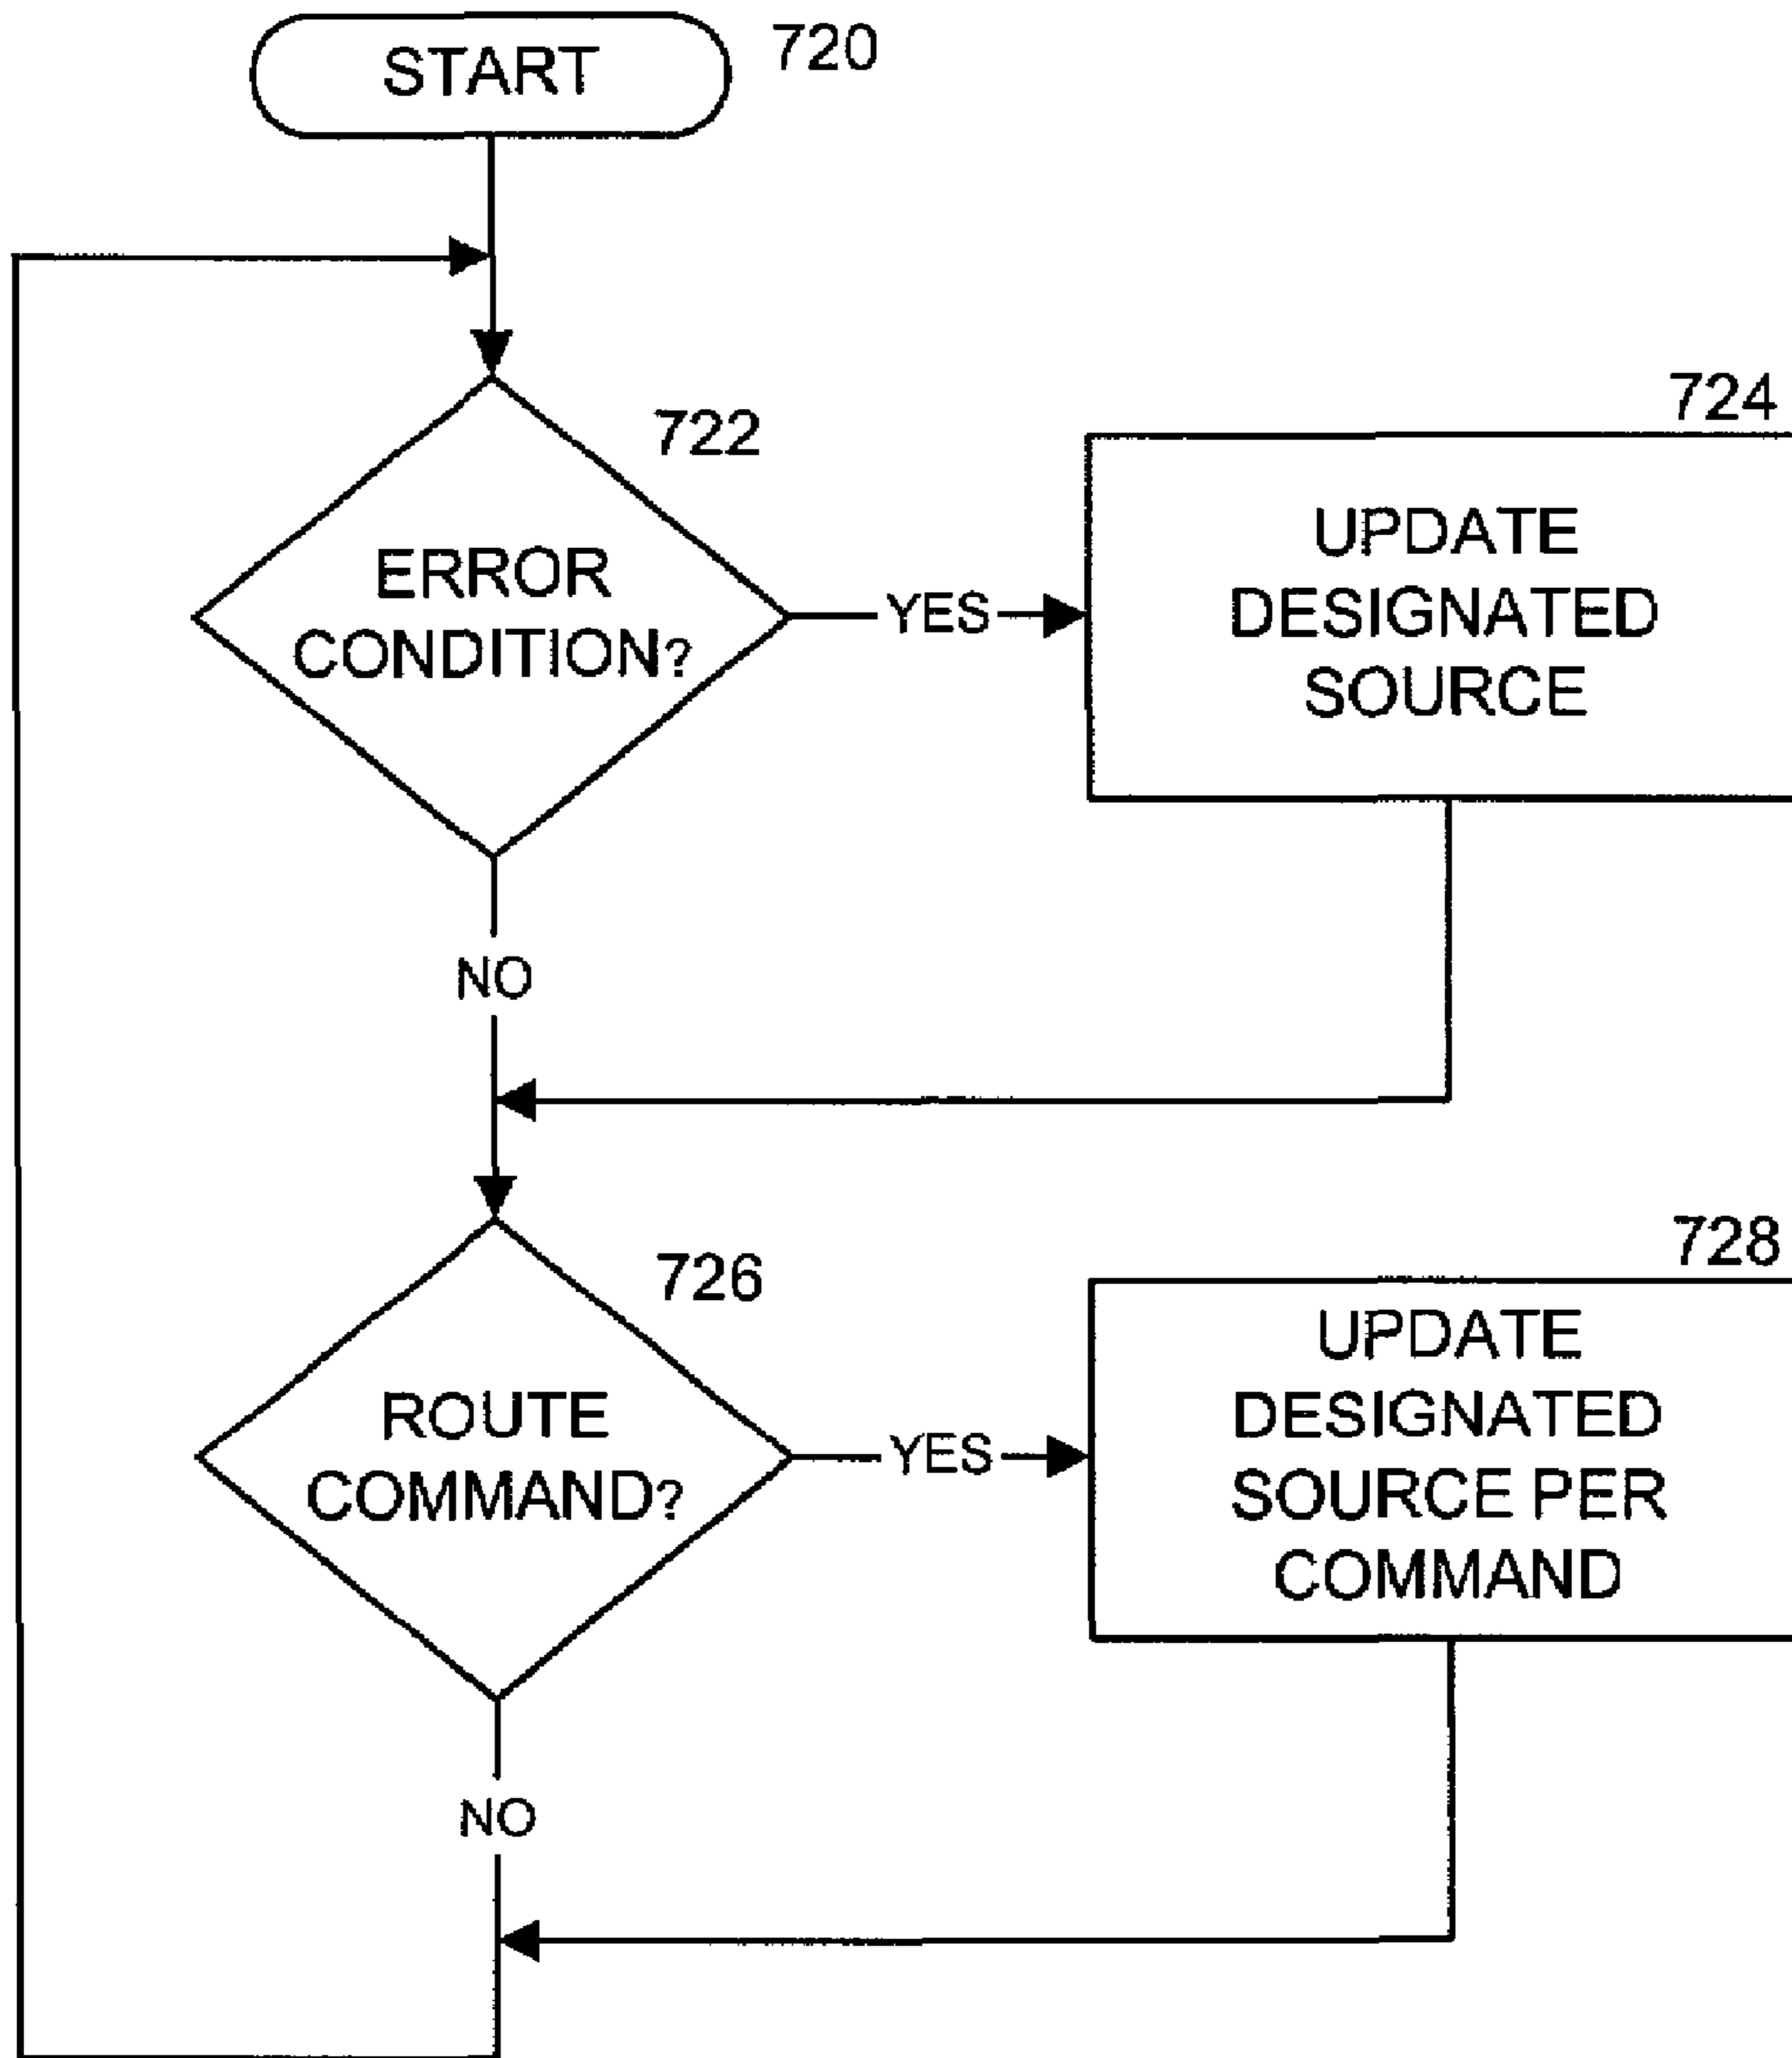 START
720
722
ERROR
CONDITION?
YES
724
UPDATE
DESIGNATED
SOURCE
NO
726
ROUTE
COMMAND?
YES
728
UPDATE
DESIGNATED
SOURCE PER
COMMAND
NO